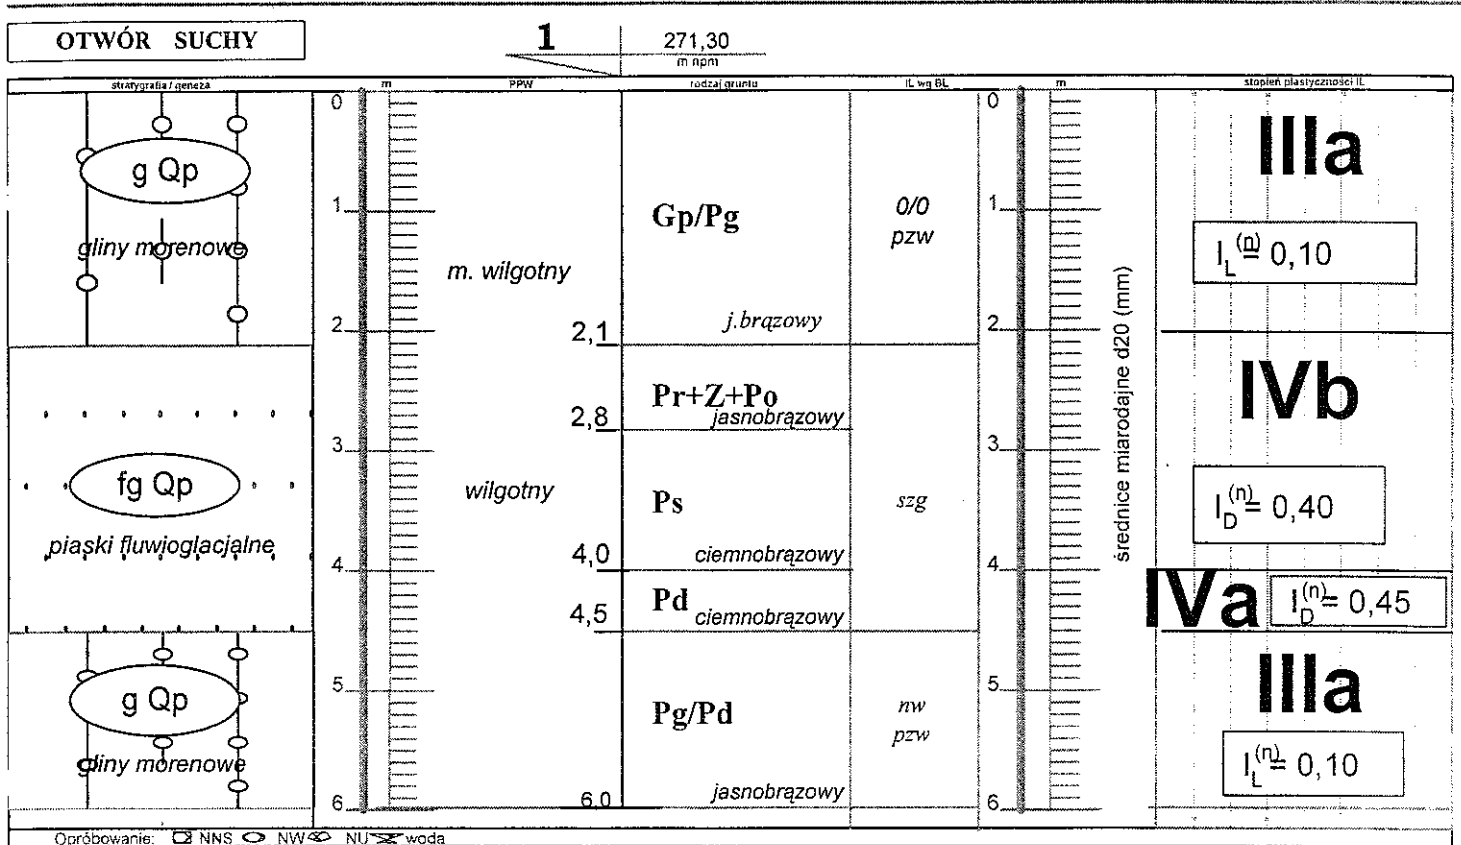 OTWÓR SUCHY
1
271,30
m npm
stratygrafia / geneza
m
PPW
rodzaj gruntu
IL wg BL
m
stopień plastyczności IL
0
0
g Qp
gliny morenowe
1
1
m. wilgotny
Gp/Pg
0/0
pzw
IIIa
I_L^(n)= 0,10
j.brązowy
2
2,1
2
Pr+Z+Po
jasnobrązowy
2,8
3
3
IVb
fg Qp
piaski fluwioglacjalne
wilgotny
Ps
szg
I_D^(n)= 0,40
ciemnobrązowy
4,0
4
4
Pd
ciemnobrązowy
4,5
IVa
I_D^(n)= 0,45
średnice miarodajne d20 (mm)
g Qp
gliny morenowe
5
5
Pg/Pd
nw
pzw
IIIa
I_L^(n)= 0,10
jasnobrązowy
6,0
6
6
Opróbowanie: NNS NW NU woda